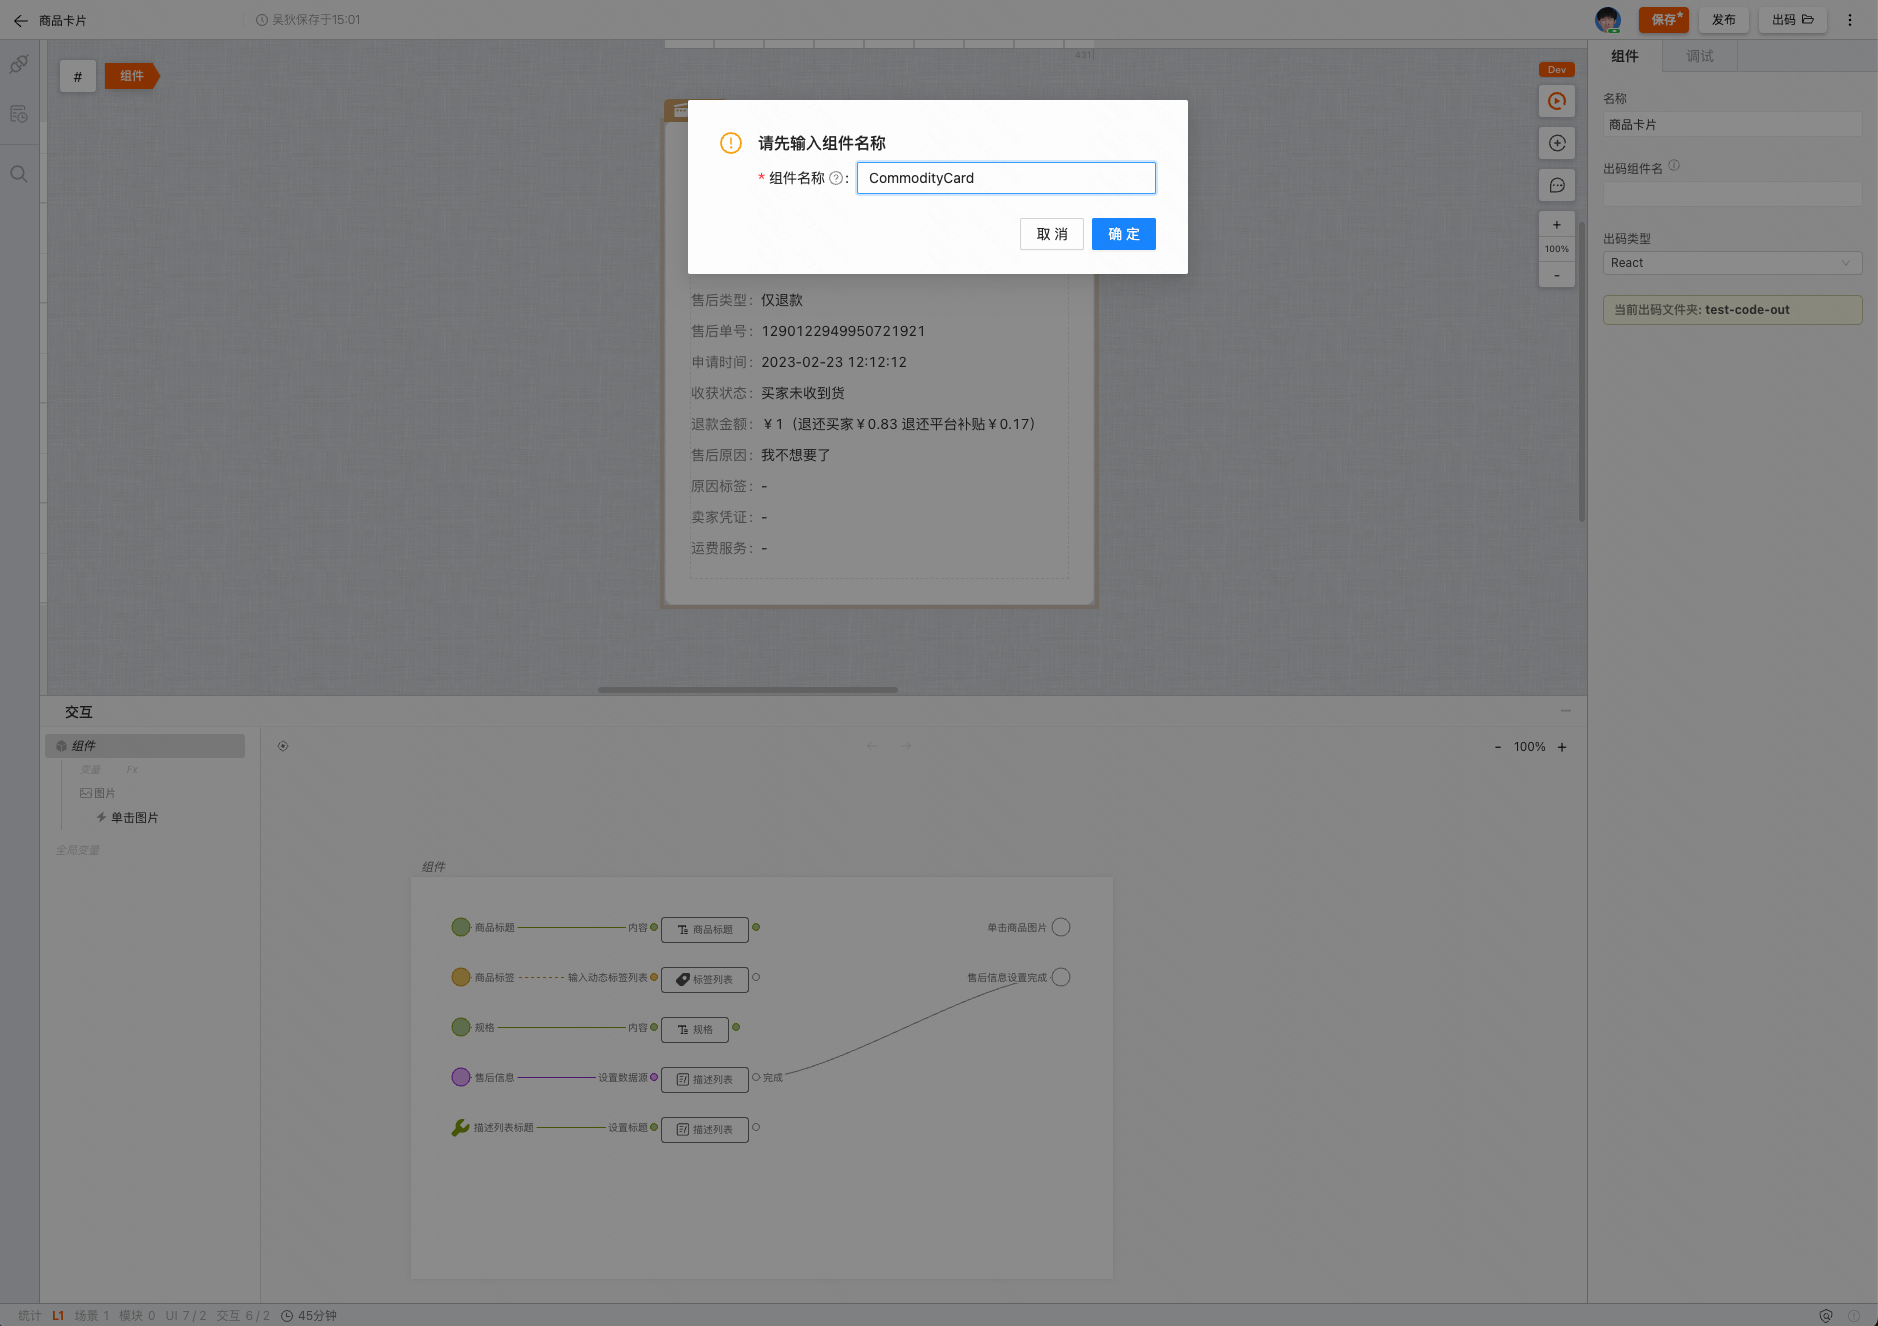 商品卡片
吴狄保存于15:01
保存*
发布
出码
#
组件
431
Dev
100%
+
-
请先输入组件名称
* 组件名称 ? :
CommodityCard
取 消
确 定
售后类型: 仅退款
售后单号: 1290122949950721921
申请时间: 2023-02-23 12:12:12
收获状态: 买家未收到货
退款金额: ￥1（退还买家￥0.83 退还平台补贴￥0.17）
售后原因: 我不想要了
原因标签: -
卖家凭证: -
运费服务: -
组件
调试
名称
商品卡片
出码组件名
出码类型
React
当前出码文件夹: test-code-out
交互
组件
变量 Fx
图片
单击图片
全局变量
- 100% +
组件
商品标题 内容 商品标题 单击商品图片
商品标签 输入动态标签列表 标签列表 售后信息设置完成
规格 内容 规格
售后信息 设置数据源 描述列表 完成
描述列表标题 设置标题 描述列表
统计 L1 场景 1 模块 0 UI 7 / 2 交互 6 / 2 45分钟